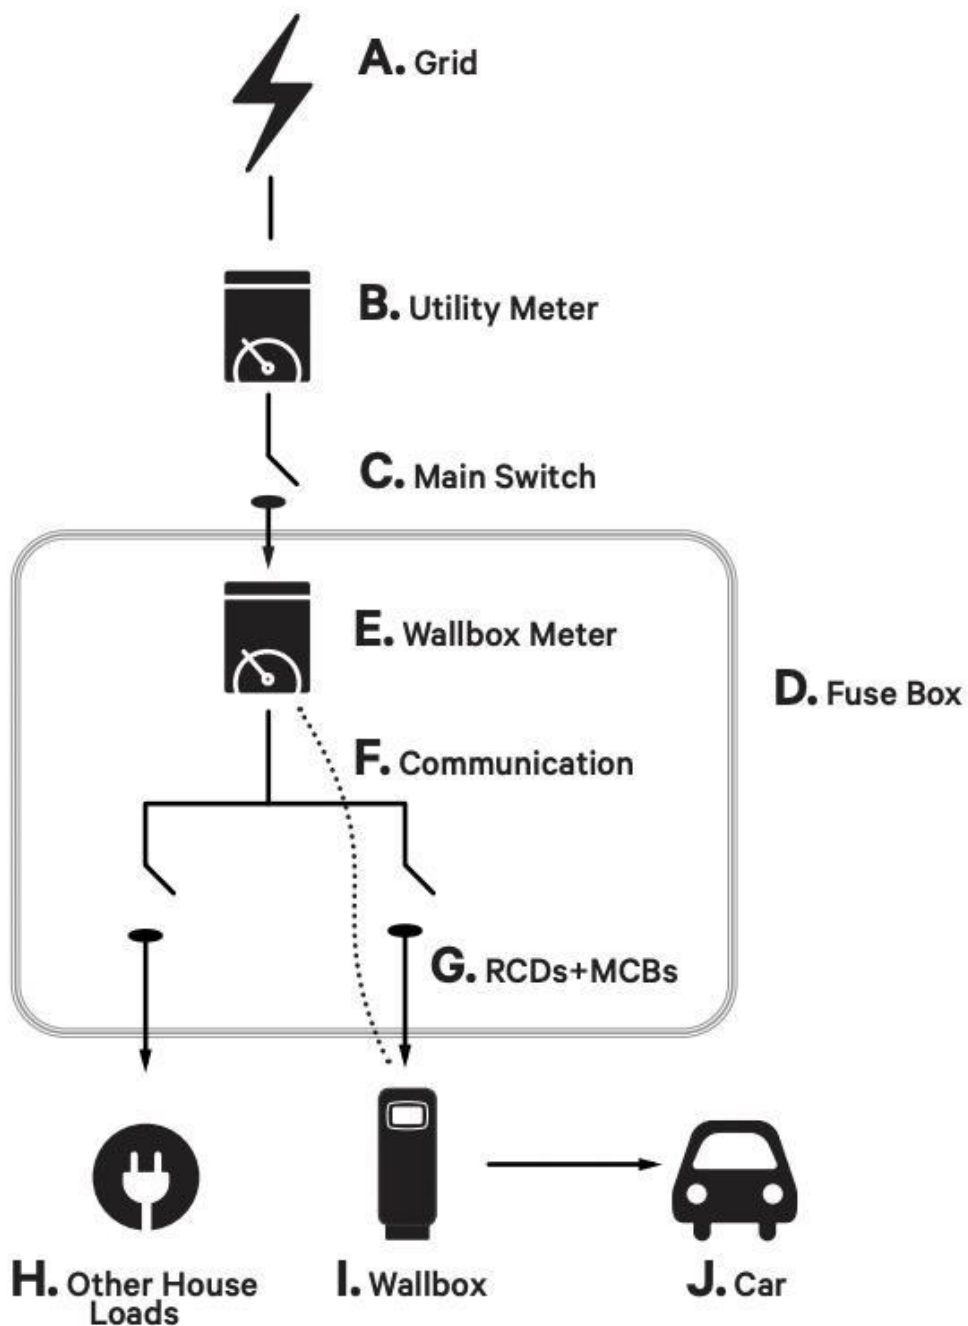 A. Grid
B. Utility Meter
C. Main Switch
E. Wallbox Meter
D. Fuse Box
F. Communication
G. RCDs+MCBs
H. Other House
Loads
I. Wallbox
J. Car